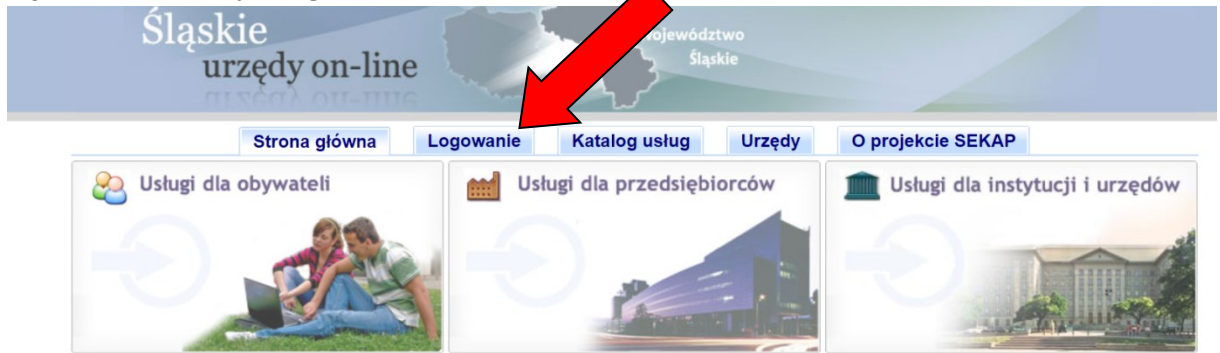 Śląskie
urzędy on-line
Województwo
Śląskie
Strona główna Logowanie Katalog usług Urzędy O projekcie SEKAP
Usługi dla obywateli Usługi dla przedsiębiorców Usługi dla instytucji i urzędów